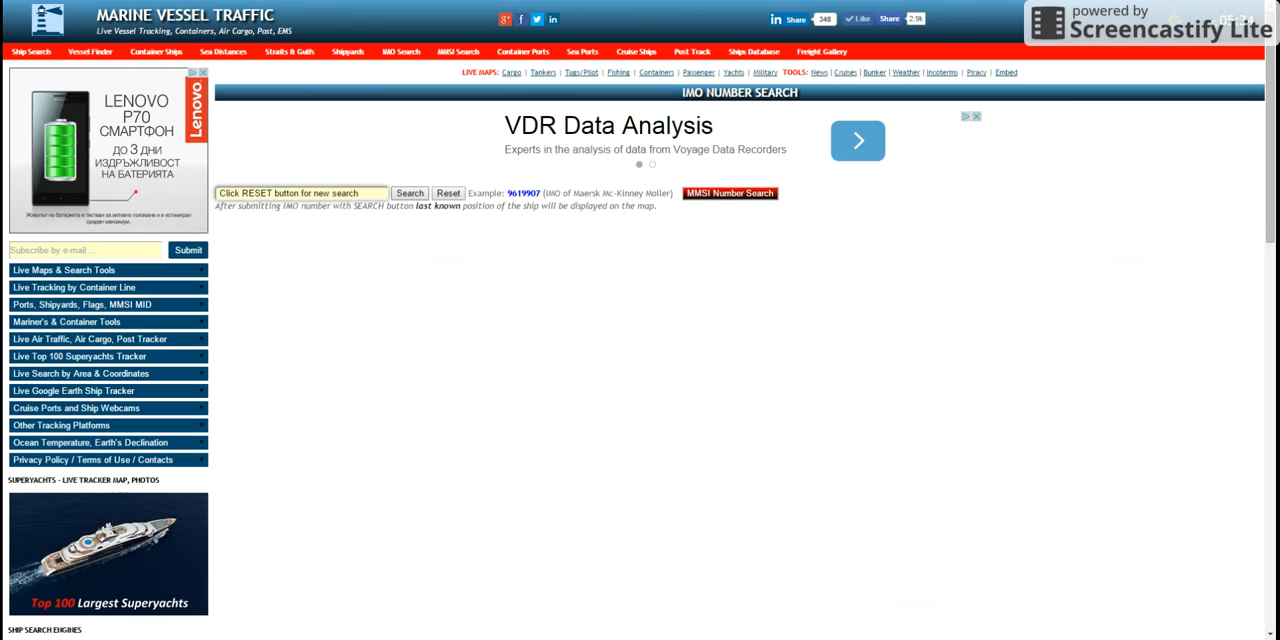 MARINE VESSEL TRAFFIC
Live Vessel Tracking, Containers, Air Cargo, Post, EMS
Share 348 Like Share 2.9k
powered by
Screencastify Lite
Ship Search Vessel Finder Container Ships Sea Distances Straits & Gulfs Shipyards IMO Search MMSI Search Container Ports Sea Ports Cruise Ships Post Track Ships Database Freight Gallery
LIVE MAPS: Cargo | Tankers | Tugs/Pilot | Fishing | Containers | Passenger | Yachts | Military TOOLS: News | Cruises | Bunker | Weather | Incoterms | Piracy | Embed
IMO NUMBER SEARCH
LENOVO
P70
СМАРТФОН
ДО 3 ДНИ
ИЗДРЪЖЛИВОСТ
НА БАТЕРИЯТА
Lenovo
VDR Data Analysis
Experts in the analysis of data from Voyage Data Recorders
Click RESET button for new search Search Reset Example: 9619907 (IMO of Maersk Mc-Kinney Moller) MMSI Number Search
After submitting IMO number with SEARCH button last known position of the ship will be displayed on the map.
Subscribe by e-mail ... Submit
Live Maps & Search Tools
Live Tracking by Container Line
Ports, Shipyards, Flags, MMSI MID
Mariner's & Container Tools
Live Air Traffic, Air Cargo, Post Tracker
Live Top 100 Superyachts Tracker
Live Search by Area & Coordinates
Live Google Earth Ship Tracker
Cruise Ports and Ship Webcams
Other Tracking Platforms
Ocean Temperature, Earth's Declination
Privacy Policy / Terms of Use / Contacts
SUPERYACHTS - LIVE TRACKER MAP, PHOTOS
Top 100 Largest Superyachts
SHIP SEARCH ENGINES